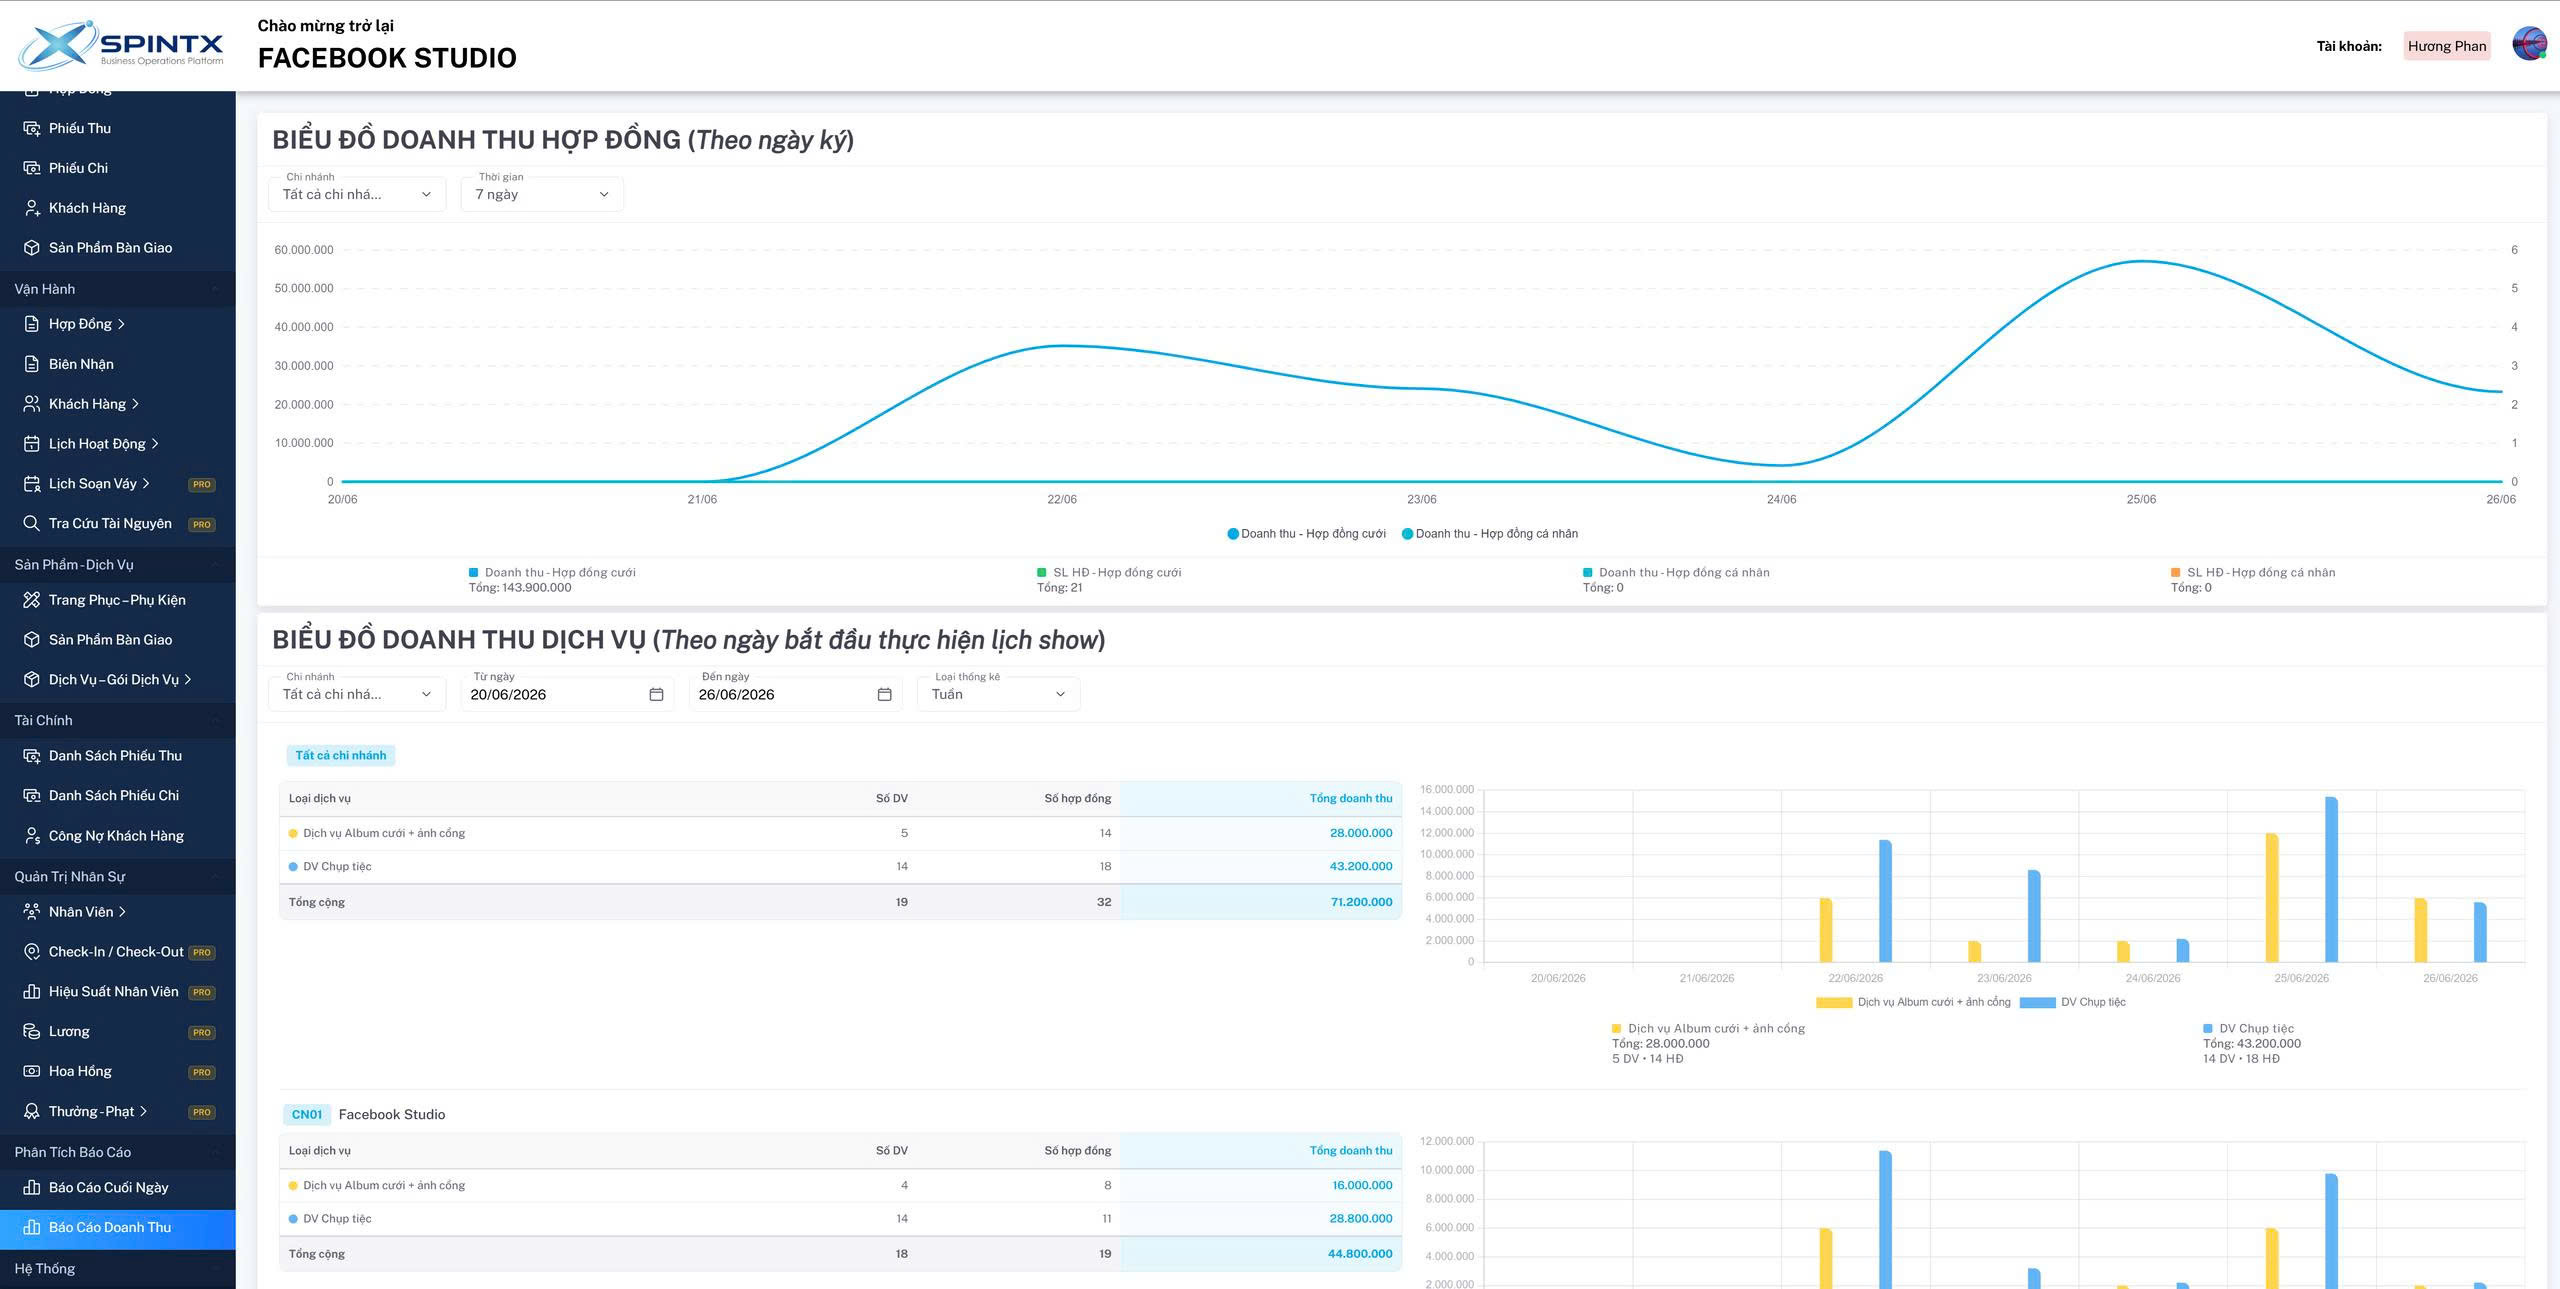 SPINTX
Business Operations Platform
Chào mừng trở lại
FACEBOOK STUDIO
Tài khoản:
Hương Phan
Hợp Đồng
Phiếu Thu
Phiếu Chi
Khách Hàng
Sản Phẩm Bàn Giao
Vận Hành
Hợp Đồng
Biên Nhận
Khách Hàng
Lịch Hoạt Động
Lịch Soạn Váy PRO
Tra Cứu Tài Nguyên PRO
Sản Phẩm - Dịch Vụ
Trang Phục – Phụ Kiện
Sản Phẩm Bàn Giao
Dịch Vụ – Gói Dịch Vụ
Tài Chính
Danh Sách Phiếu Thu
Danh Sách Phiếu Chi
Công Nợ Khách Hàng
Quản Trị Nhân Sự
Nhân Viên
Check-In / Check-Out PRO
Hiệu Suất Nhân Viên PRO
Lương PRO
Hoa Hồng PRO
Thưởng - Phạt PRO
Phân Tích Báo Cáo
Báo Cáo Cuối Ngày
Báo Cáo Doanh Thu
Hệ Thống
BIỂU ĐỒ DOANH THU HỢP ĐỒNG (Theo ngày ký)
Chi nhánh
Tất cả chi nhá...
Thời gian
7 ngày
60.000.000 6
50.000.000 5
40.000.000 4
30.000.000 3
20.000.000 2
10.000.000 1
0 0
20/06 21/06 22/06 23/06 24/06 25/06 26/06
Doanh thu - Hợp đồng cưới Doanh thu - Hợp đồng cá nhân
Doanh thu - Hợp đồng cưới
Tổng: 143.900.000
SL HĐ - Hợp đồng cưới
Tổng: 21
Doanh thu - Hợp đồng cá nhân
Tổng: 0
SL HĐ - Hợp đồng cá nhân
Tổng: 0
BIỂU ĐỒ DOANH THU DỊCH VỤ (Theo ngày bắt đầu thực hiện lịch show)
Chi nhánh
Tất cả chi nhá...
Từ ngày
20/06/2026
Đến ngày
26/06/2026
Loại thống kê
Tuần
Tất cả chi nhánh
Loại dịch vụ Số DV Số hợp đồng Tổng doanh thu
Dịch vụ Album cưới + ảnh cổng 5 14 28.000.000
DV Chụp tiệc 14 18 43.200.000
Tổng cộng 19 32 71.200.000
16.000.000
14.000.000
12.000.000
10.000.000
8.000.000
6.000.000
4.000.000
2.000.000
0
20/06/2026 21/06/2026 22/06/2026 23/06/2026 24/06/2026 25/06/2026 26/06/2026
Dịch vụ Album cưới + ảnh cổng DV Chụp tiệc
Dịch vụ Album cưới + ảnh cổng
Tổng: 28.000.000
5 DV • 14 HĐ
DV Chụp tiệc
Tổng: 43.200.000
14 DV • 18 HĐ
CN01 Facebook Studio
Loại dịch vụ Số DV Số hợp đồng Tổng doanh thu
Dịch vụ Album cưới + ảnh cổng 4 8 16.000.000
DV Chụp tiệc 14 11 28.800.000
Tổng cộng 18 19 44.800.000
12.000.000
10.000.000
8.000.000
6.000.000
4.000.000
2.000.000